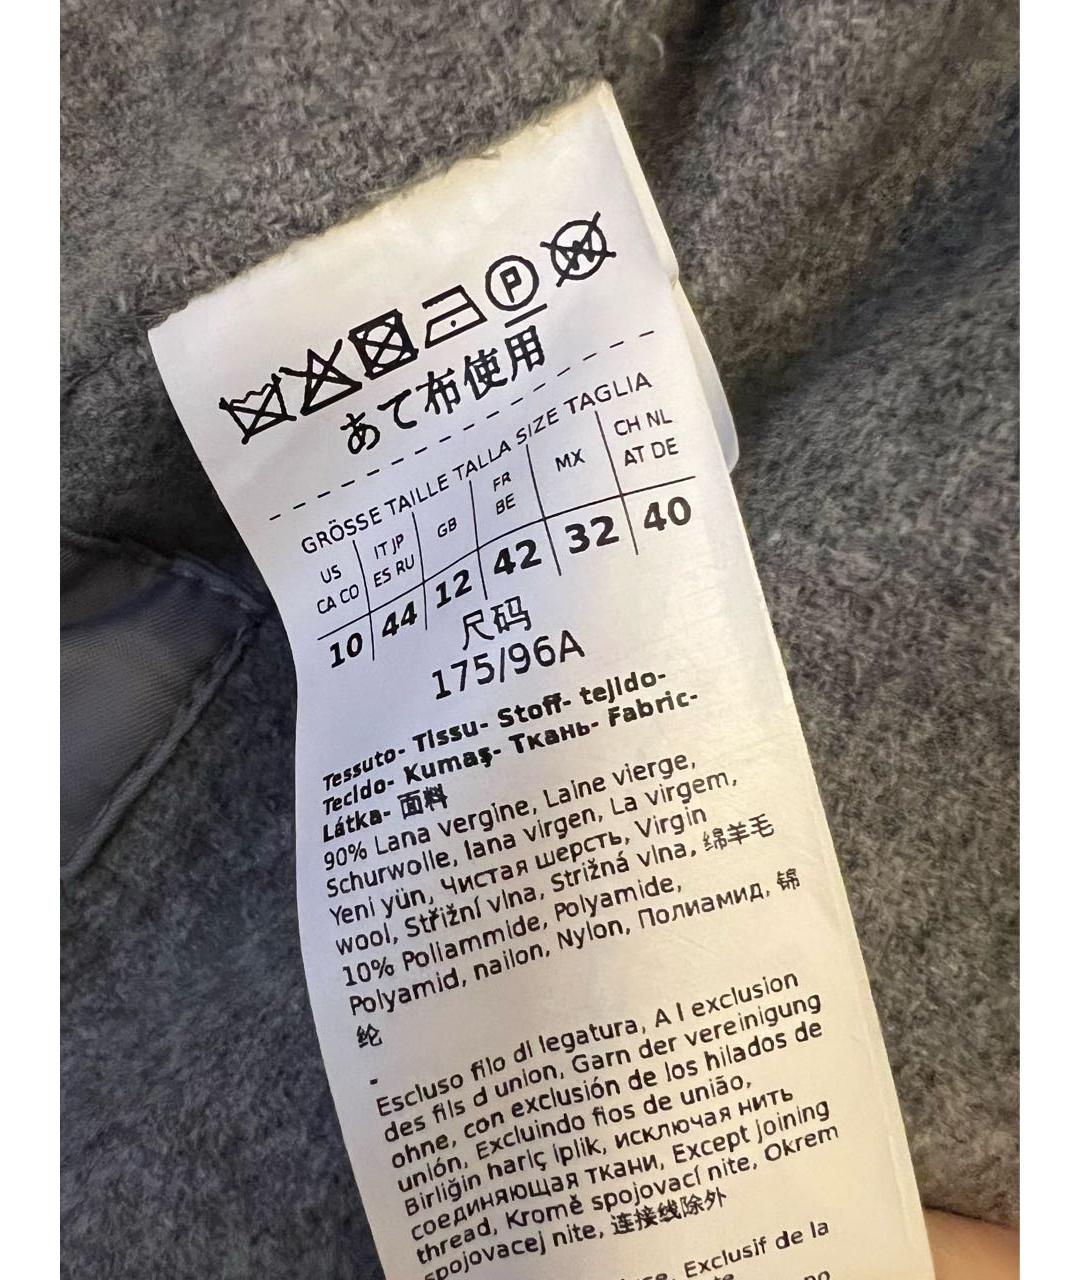 P
W
あて布使用
GRÖSSE TAILLE TALLA SIZE TAGLIA
US CA CO | IT JP ES RU | GB | FR BE | MX | CH NL AT DE
10 | 44 | 12 | 42 | 32 | 40
尺码
175/96A
Tessuto- Tissu- Stoff- tejido-
Tecido- Kumaş- Ткань- Fabric-
Látka- 面料
90% Lana vergine, Laine vierge,
Schurwolle, lana virgen, La virgem,
Yeni yün, Чистая шерсть, Virgin
wool, Střižní vlna, Strižná vlna, 绵羊毛
10% Poliammide, Polyamide,
Polyamid, nailon, Nylon, Полиамид, 锦
纶
-
Escluso filo di legatura, A l exclusion
des fils d union, Garn der vereinigung
ohne, con exclusión de los hilados de
unión, Excluindo fios de união,
Birliğin hariç iplik, исключая нить
соединяющая ткани, Except joining
thread, Kromě spojovací nite, Okrem
spojovacej nite, 连接线除外
Exclusif de la